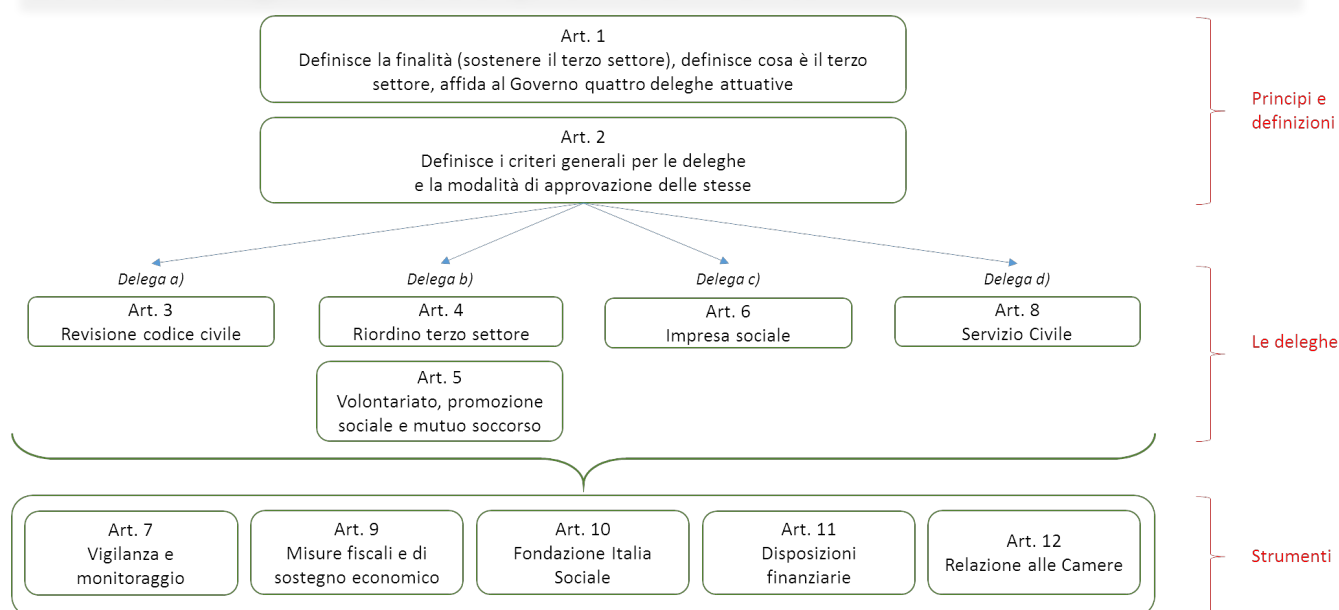 Art. 1
Definisce la finalità (sostenere il terzo settore), definisce cosa è il terzo
settore, affida al Governo quattro deleghe attuative
Principi e
definizioni
Art. 2
Definisce i criteri generali per le deleghe
e la modalità di approvazione delle stesse
Delega a)
Delega b)
Delega c)
Delega d)
Art. 3
Revisione codice civile
Art. 4
Riordino terzo settore
Art. 6
Impresa sociale
Art. 8
Servizio Civile
Le deleghe
Art. 5
Volontariato, promozione
sociale e mutuo soccorso
Art. 7
Vigilanza e
monitoraggio
Art. 9
Misure fiscali e di
sostegno economico
Art. 10
Fondazione Italia
Sociale
Art. 11
Disposizioni
finanziarie
Art. 12
Relazione alle Camere
Strumenti